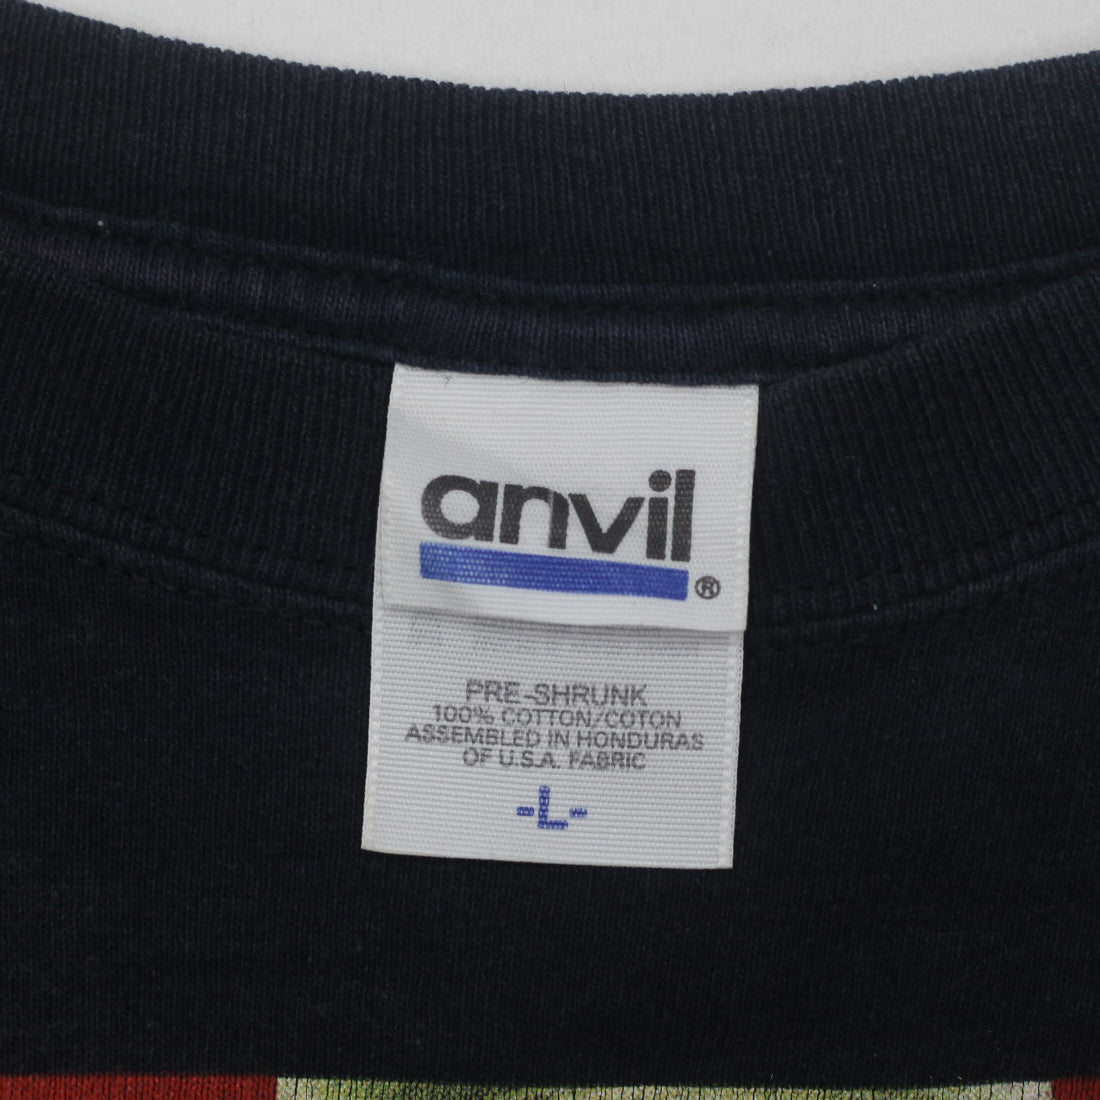 anvil
®
PRE-SHRUNK
100% COTTON/COTON
ASSEMBLED IN HONDURAS
OF U.S.A. FABRIC
-L-